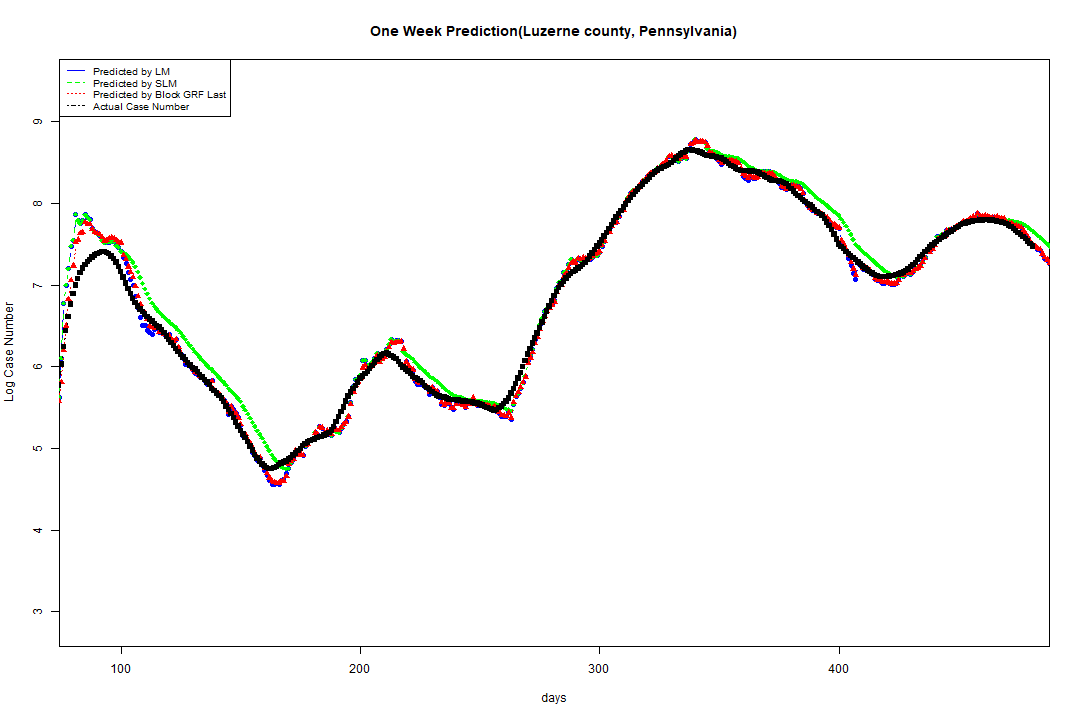 One Week Prediction(Luzerne county, Pennsylvania)
Predicted by LM
Predicted by SLM
Predicted by Block GRF Last
Actual Case Number
Log Case Number
9
8
7
6
5
4
3
100
200
300
400
days